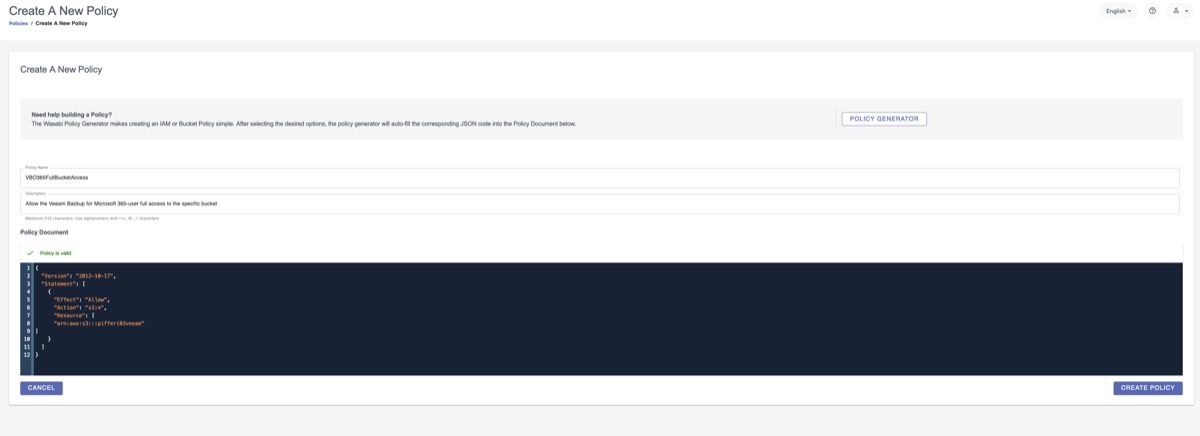 Create A New Policy
Policies / Create A New Policy
English
Create A New Policy
Need help building a Policy?
The Wasabi Policy Generator makes creating an IAM or Bucket Policy simple. After selecting the desired options, the policy generator will auto-fill the corresponding JSON code into the Policy Document below.
POLICY GENERATOR
Policy Name
VBO365FullBucketAccess
Description
Allow the Veeam Backup for Microsoft 365-user full access to the specific bucket
Maximum 512 characters. Use alphanumeric and
characters
Policy Document
Policy is valid
1 {
2 "Version": "2012-10-17",
3 "Statement": [
4 {
5 "Effect": "Allow",
6 "Action": "s3:*",
7 "Resource": [
8 "arn:aws:s3:::pifferi03veeam"
9 ]
10 }
11 ]
12 }
CANCEL
CREATE POLICY